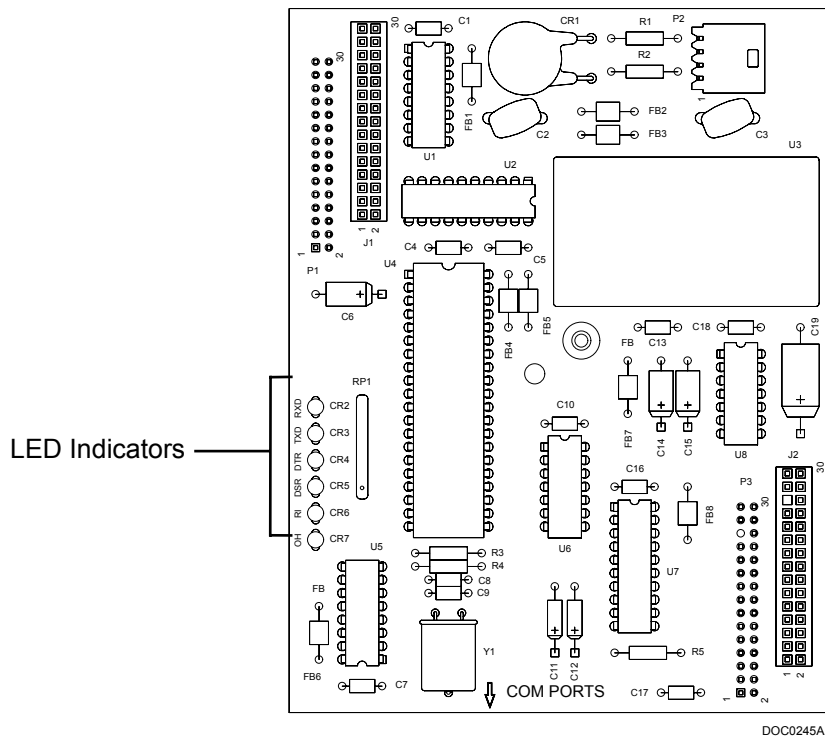 30
C1
CR1
R1
P2
30
R2
1
FB1
FB2
C2
FB3
C3
U1
U3
U2
1
2
J1
1
2
C4
C5
P1
U4
C6
FB4
FB5
FB
C13
C18
C19
RP1
RXD
CR2
TXD
CR3
C10
FB7
LED Indicators
DTR
CR4
C14
C15
U8
J2
DSR
CR5
C16
P3
30
30
RI
CR6
FB8
OH
CR7
U5
U6
R3
R4
U7
FB
C8
C9
Y1
R5
FB6
C11
C12
1
2
C7
COM PORTS
C17
1
2
DOC0245A